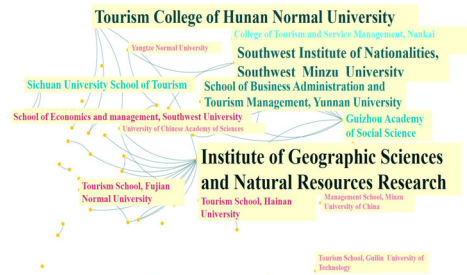 Tourism College of Hunan Normal University
College of Tourism and Service Management, Nankai
Yangtze Normal University
Southwest Institute of Nationalities,
Southwest Minzu University
Sichuan University School of Tourism
School of Business Administration and
Tourism Management, Yunnan University
School of Economics and management, Southwest University
University of Chinese Academy of Sciences
Guizhou Academy
of Social Science
Institute of Geographic Sciences
and Natural Resources Research
Tourism School, Fujian
Normal University
Tourism School, Hainan
University
Management School, Minzu
University of China
Tourism School, Guilin University of
Technology